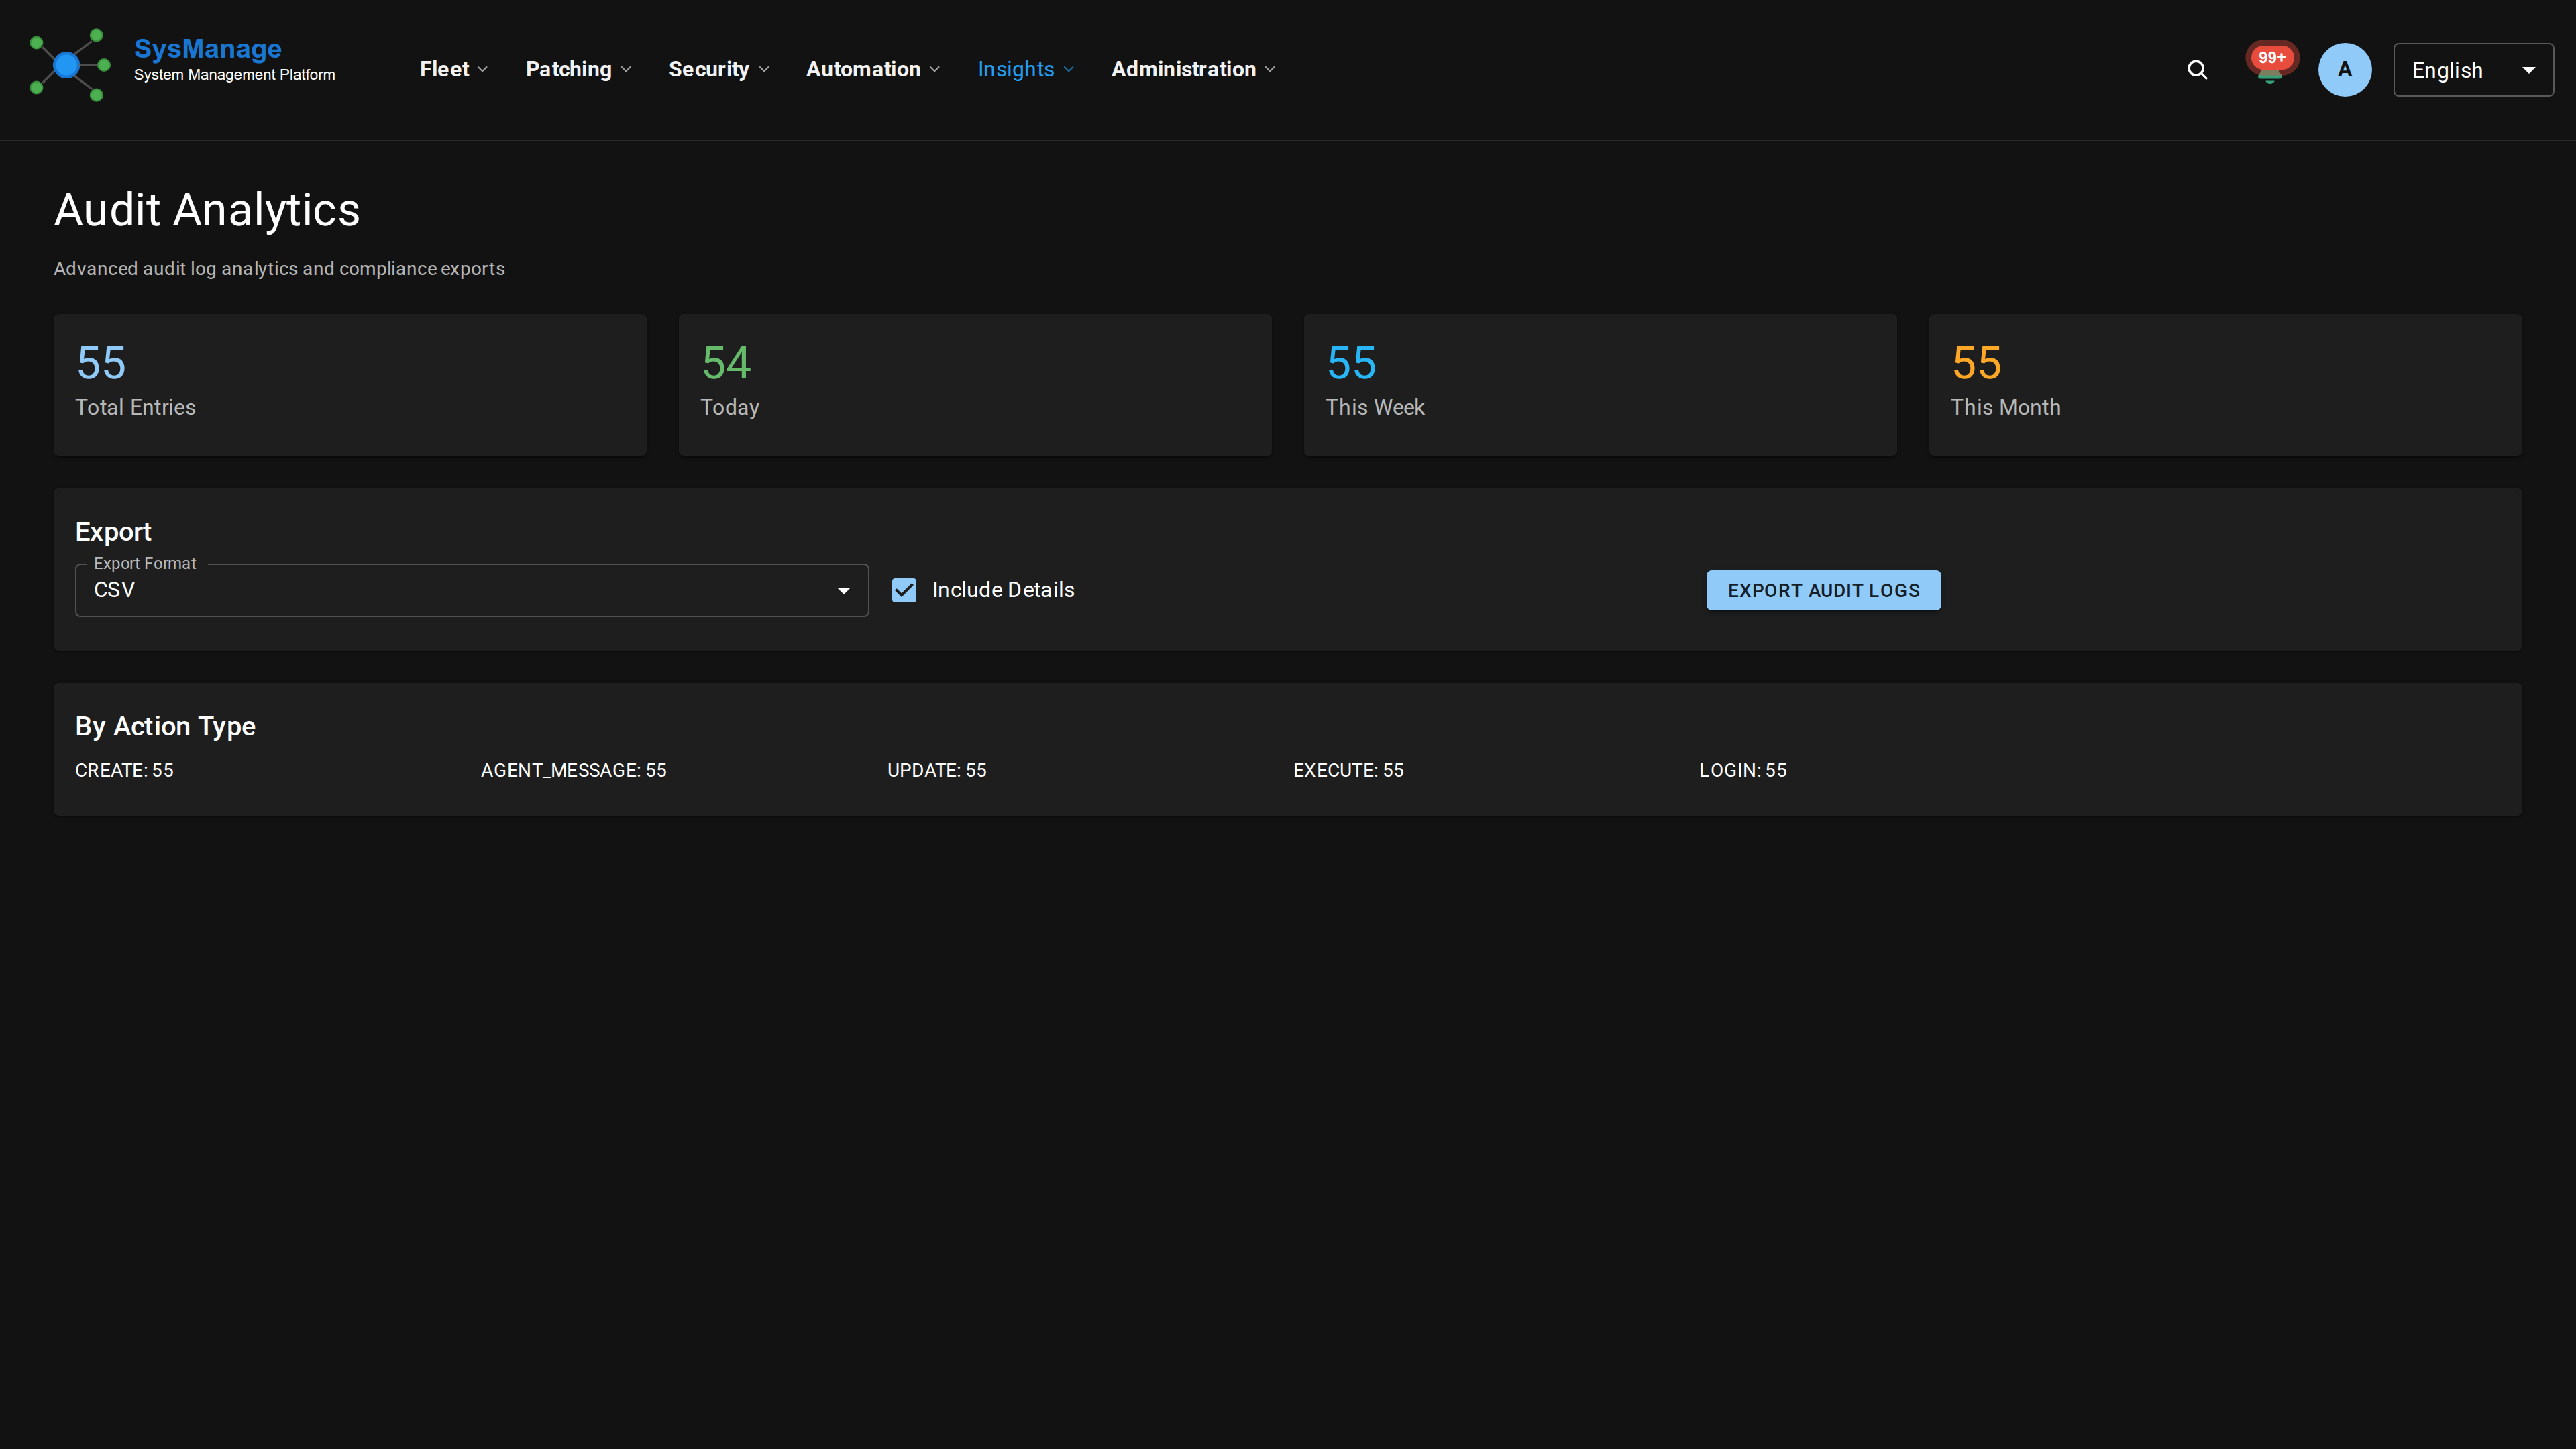 SysManage
System Management Platform
Fleet
Patching
Security
Automation
Insights
Administration
99+
A
English
Audit Analytics
Advanced audit log analytics and compliance exports
55
Total Entries
54
Today
55
This Week
55
This Month
Export
Export Format
CSV
Include Details
EXPORT AUDIT LOGS
By Action Type
CREATE: 55
AGENT_MESSAGE: 55
UPDATE: 55
EXECUTE: 55
LOGIN: 55